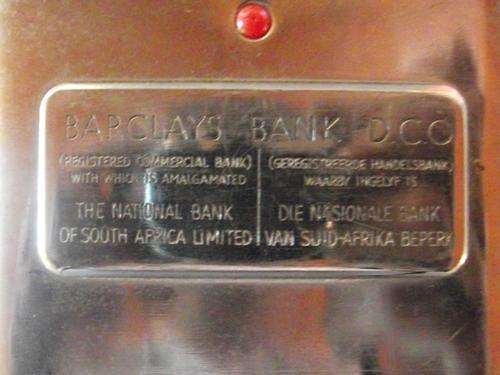 BARCLAYS BANK D.C.O
(REGISTERED COMMERCIAL BANK)
WITH WHICH IS AMALGAMATED
THE NATIONAL BANK
OF SOUTH AFRICA LIMITED
(GEREGISTREERDE HANDELSBANK)
WAARBY INGELYF IS
DIE NASIONALE BANK
VAN SUID-AFRIKA BEPERK